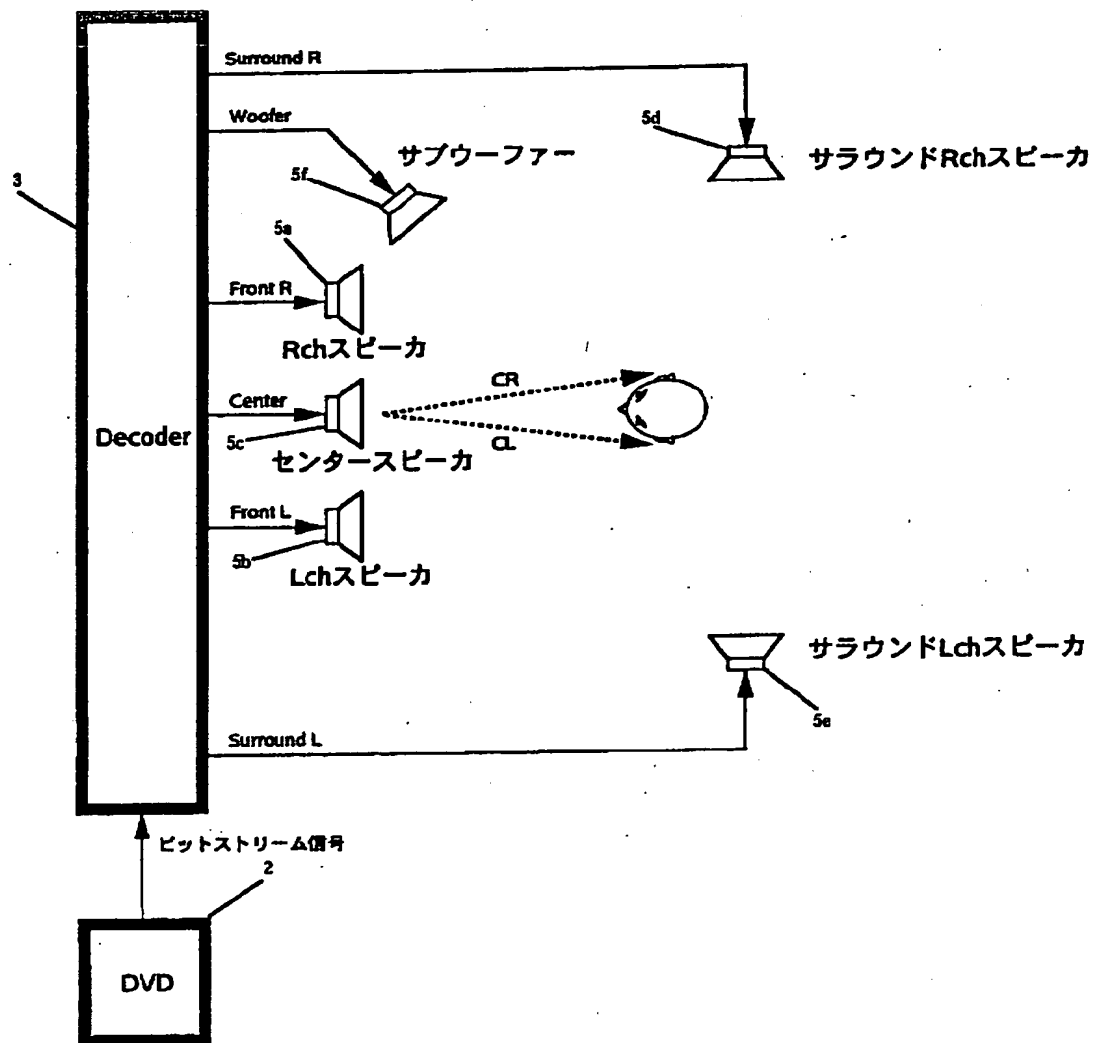 Surround R
Woofer
5d
サブウーファー
サラウンドRchスピーカ
5f
3
5a
Front R
Rchスピーカ
CR
Center
Decoder
5c
CL
センタースピーカ
Front L
5b
Lchスピーカ
サラウンドLchスピーカ
5e
Surround L
ビットストリーム信号
2
DVD